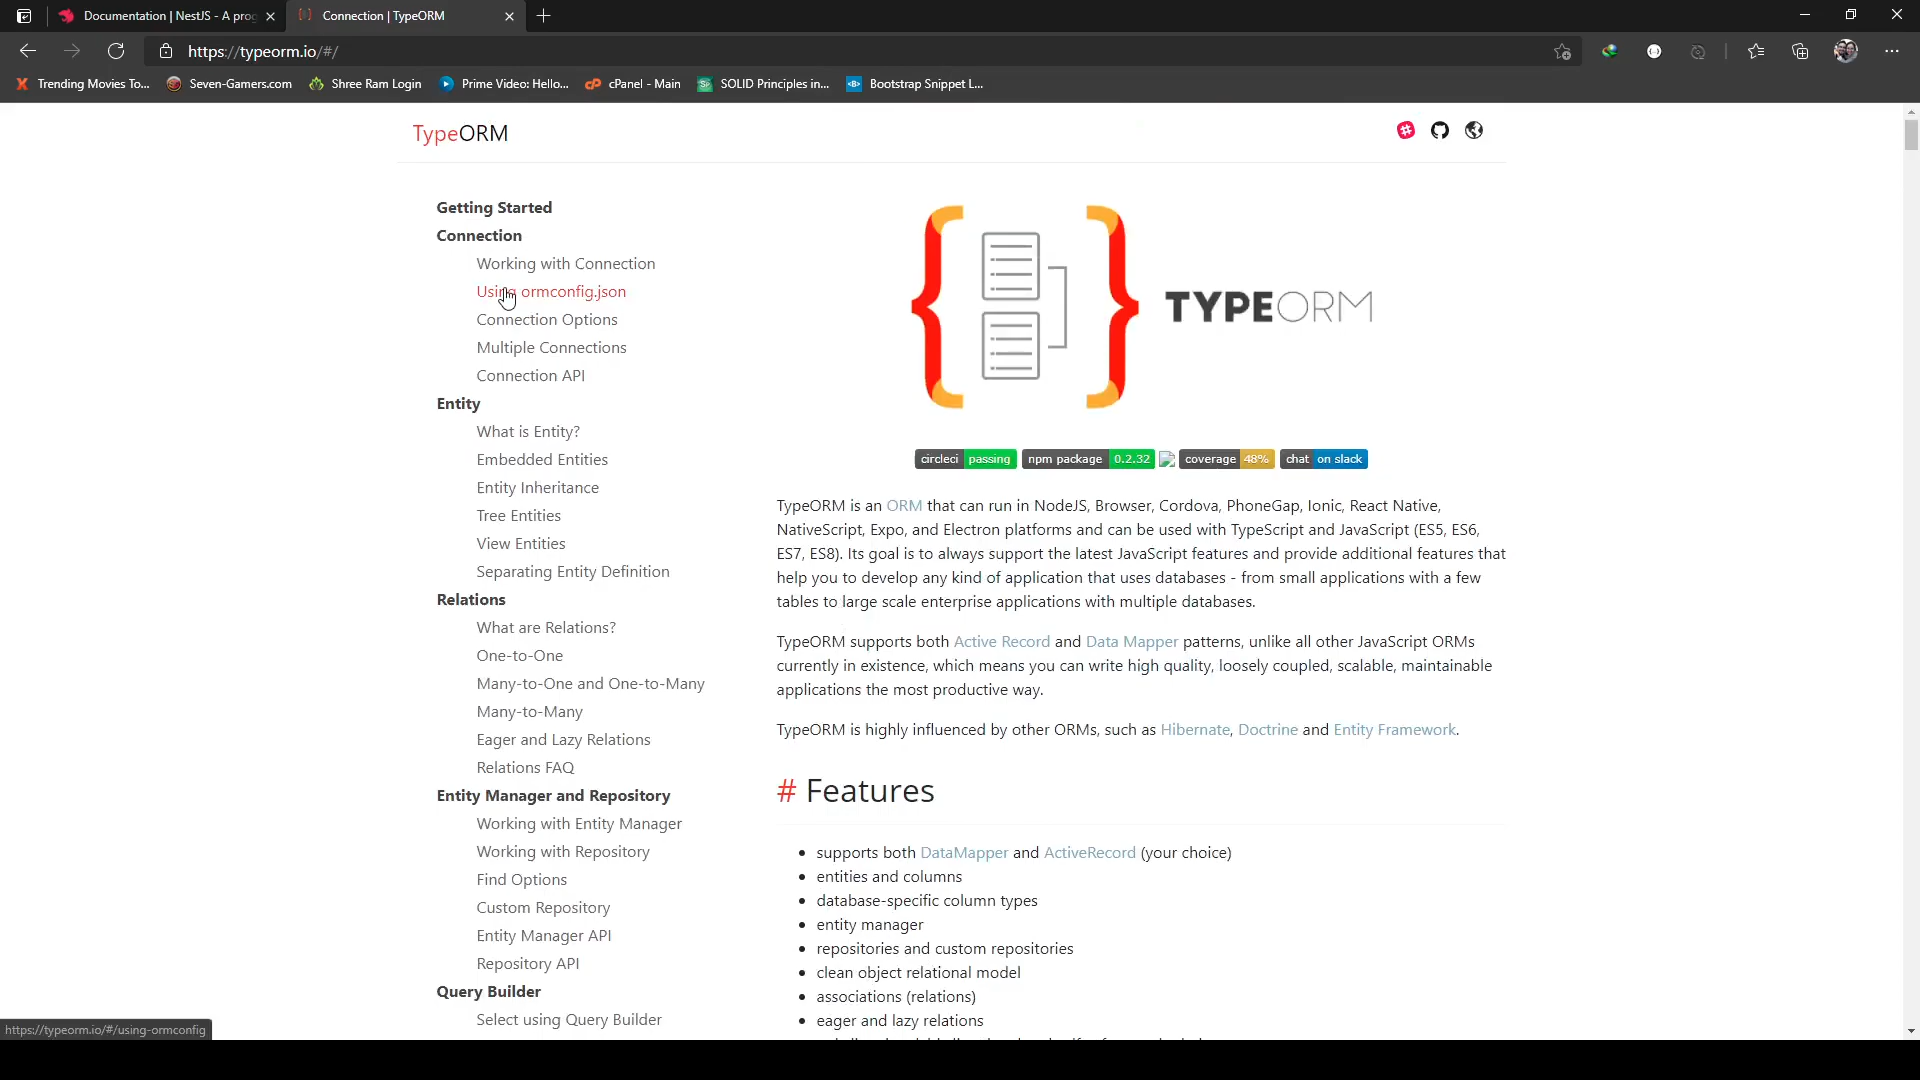 Documentation | NestJS - A prog
Connection | TypeORM
https://typeorm.io/#/
Trending Movies To...
Seven-Gamers.com
Shree Ram Login
Prime Video: Hello...
cPanel - Main
SOLID Principles in...
Bootstrap Snippet L...
TypeORM
Getting Started
Connection
Working with Connection
Using ormconfig.json
Connection Options
Multiple Connections
Connection API
Entity
What is Entity?
Embedded Entities
Entity Inheritance
Tree Entities
View Entities
Separating Entity Definition
Relations
What are Relations?
One-to-One
Many-to-One and One-to-Many
Many-to-Many
Eager and Lazy Relations
Relations FAQ
Entity Manager and Repository
Working with Entity Manager
Working with Repository
Find Options
Custom Repository
Entity Manager API
Repository API
Query Builder
Select using Query Builder
TYPEORM
circleci passing npm package 0.2.32 coverage 48% chat on slack
TypeORM is an ORM that can run in NodeJS, Browser, Cordova, PhoneGap, Ionic, React Native,
NativeScript, Expo, and Electron platforms and can be used with TypeScript and JavaScript (ES5, ES6,
ES7, ES8). Its goal is to always support the latest JavaScript features and provide additional features that
help you to develop any kind of application that uses databases - from small applications with a few
tables to large scale enterprise applications with multiple databases.
TypeORM supports both Active Record and Data Mapper patterns, unlike all other JavaScript ORMs
currently in existence, which means you can write high quality, loosely coupled, scalable, maintainable
applications the most productive way.
TypeORM is highly influenced by other ORMs, such as Hibernate, Doctrine and Entity Framework.
# Features
• supports both DataMapper and ActiveRecord (your choice)
• entities and columns
• database-specific column types
• entity manager
• repositories and custom repositories
• clean object relational model
• associations (relations)
• eager and lazy relations
https://typeorm.io/#/using-ormconfig